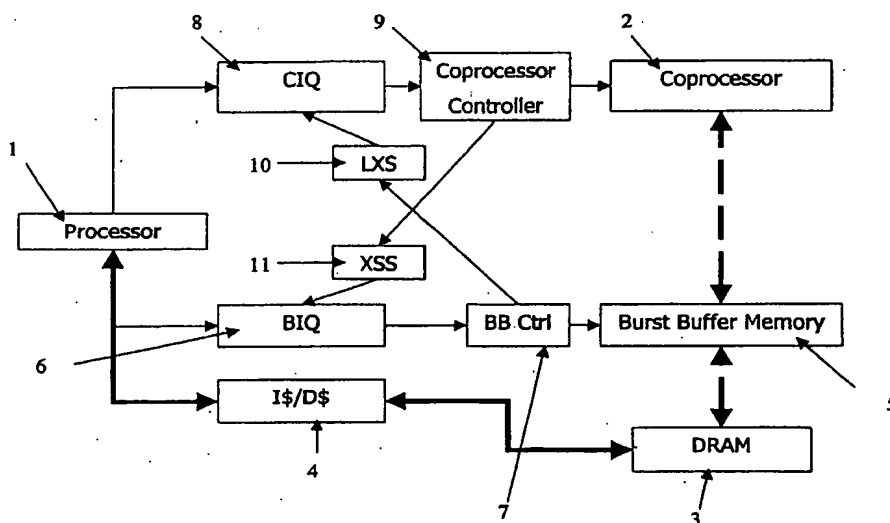 8
9
2
CIQ
Coprocessor
Controller
Coprocessor
1
10
LXS
Processor
11
XSS
BIQ
BB Ctrl
Burst Buffer Memory
6
I$/D$
5
DRAM
4
7
3